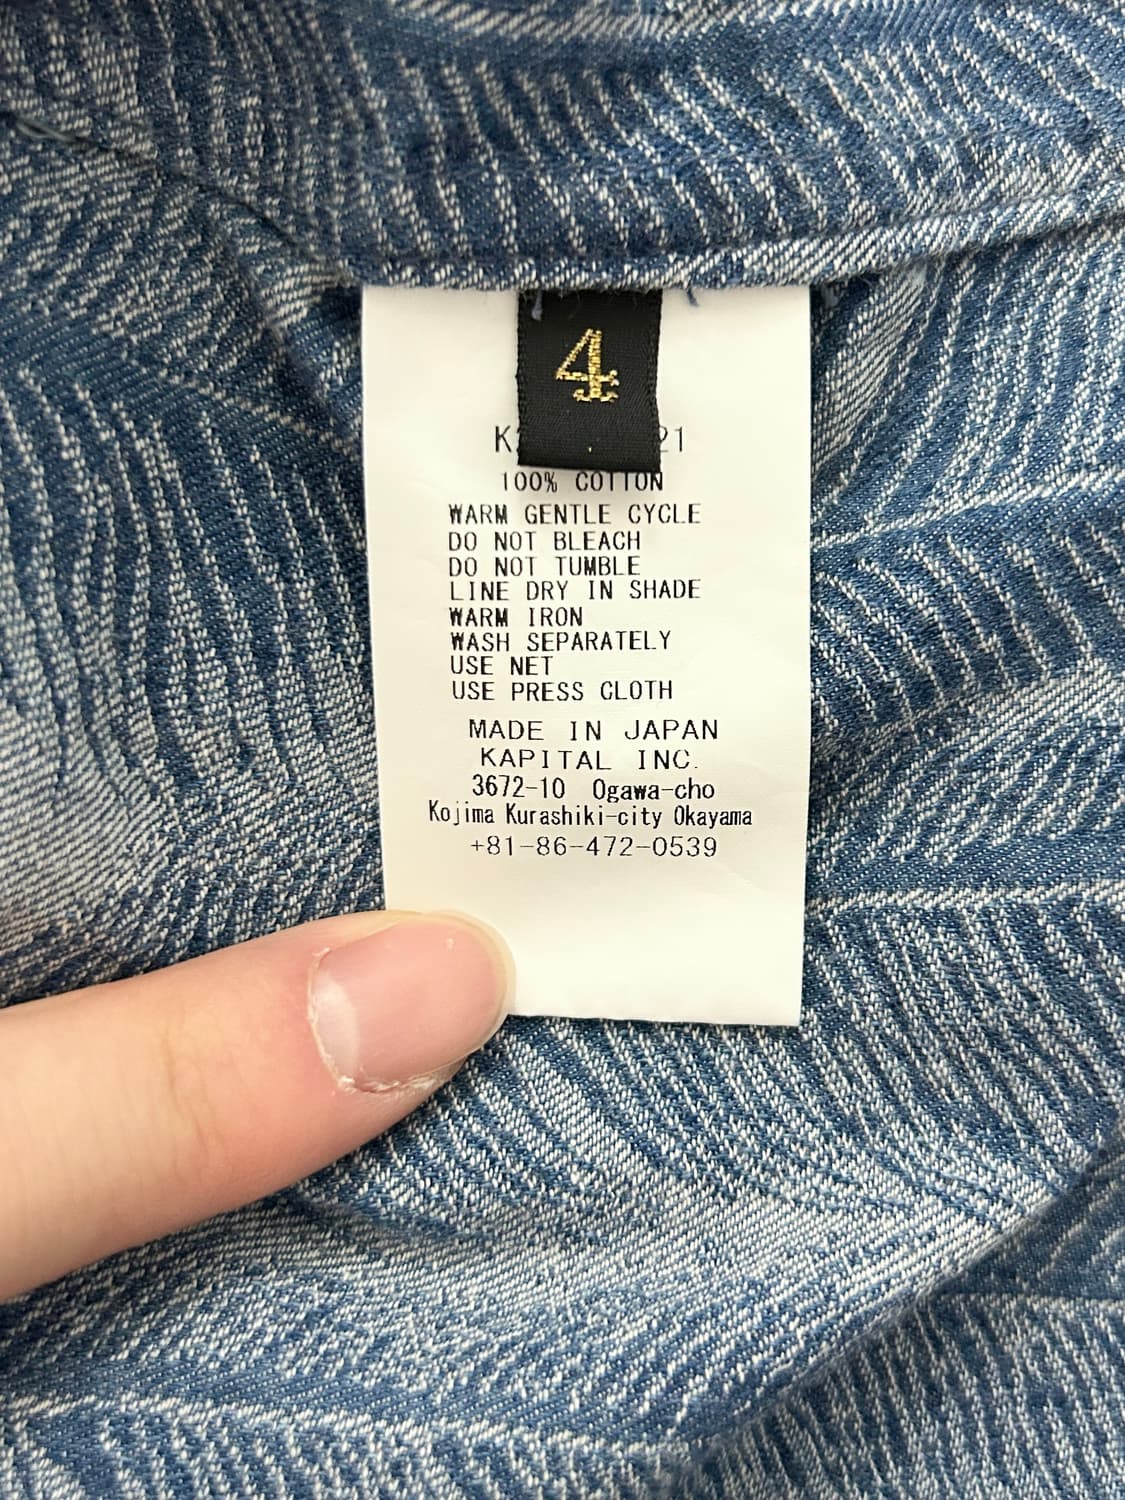 4
100% COTTON
WARM GENTLE CYCLE
DO NOT BLEACH
DO NOT TUMBLE
LINE DRY IN SHADE
WARM IRON
WASH SEPARATELY
USE NET
USE PRESS CLOTH
MADE IN JAPAN
KAPITAL INC.
3672-10 Ogawa-cho
Kojima Kurashiki-city Okayama
+81-86-472-0539